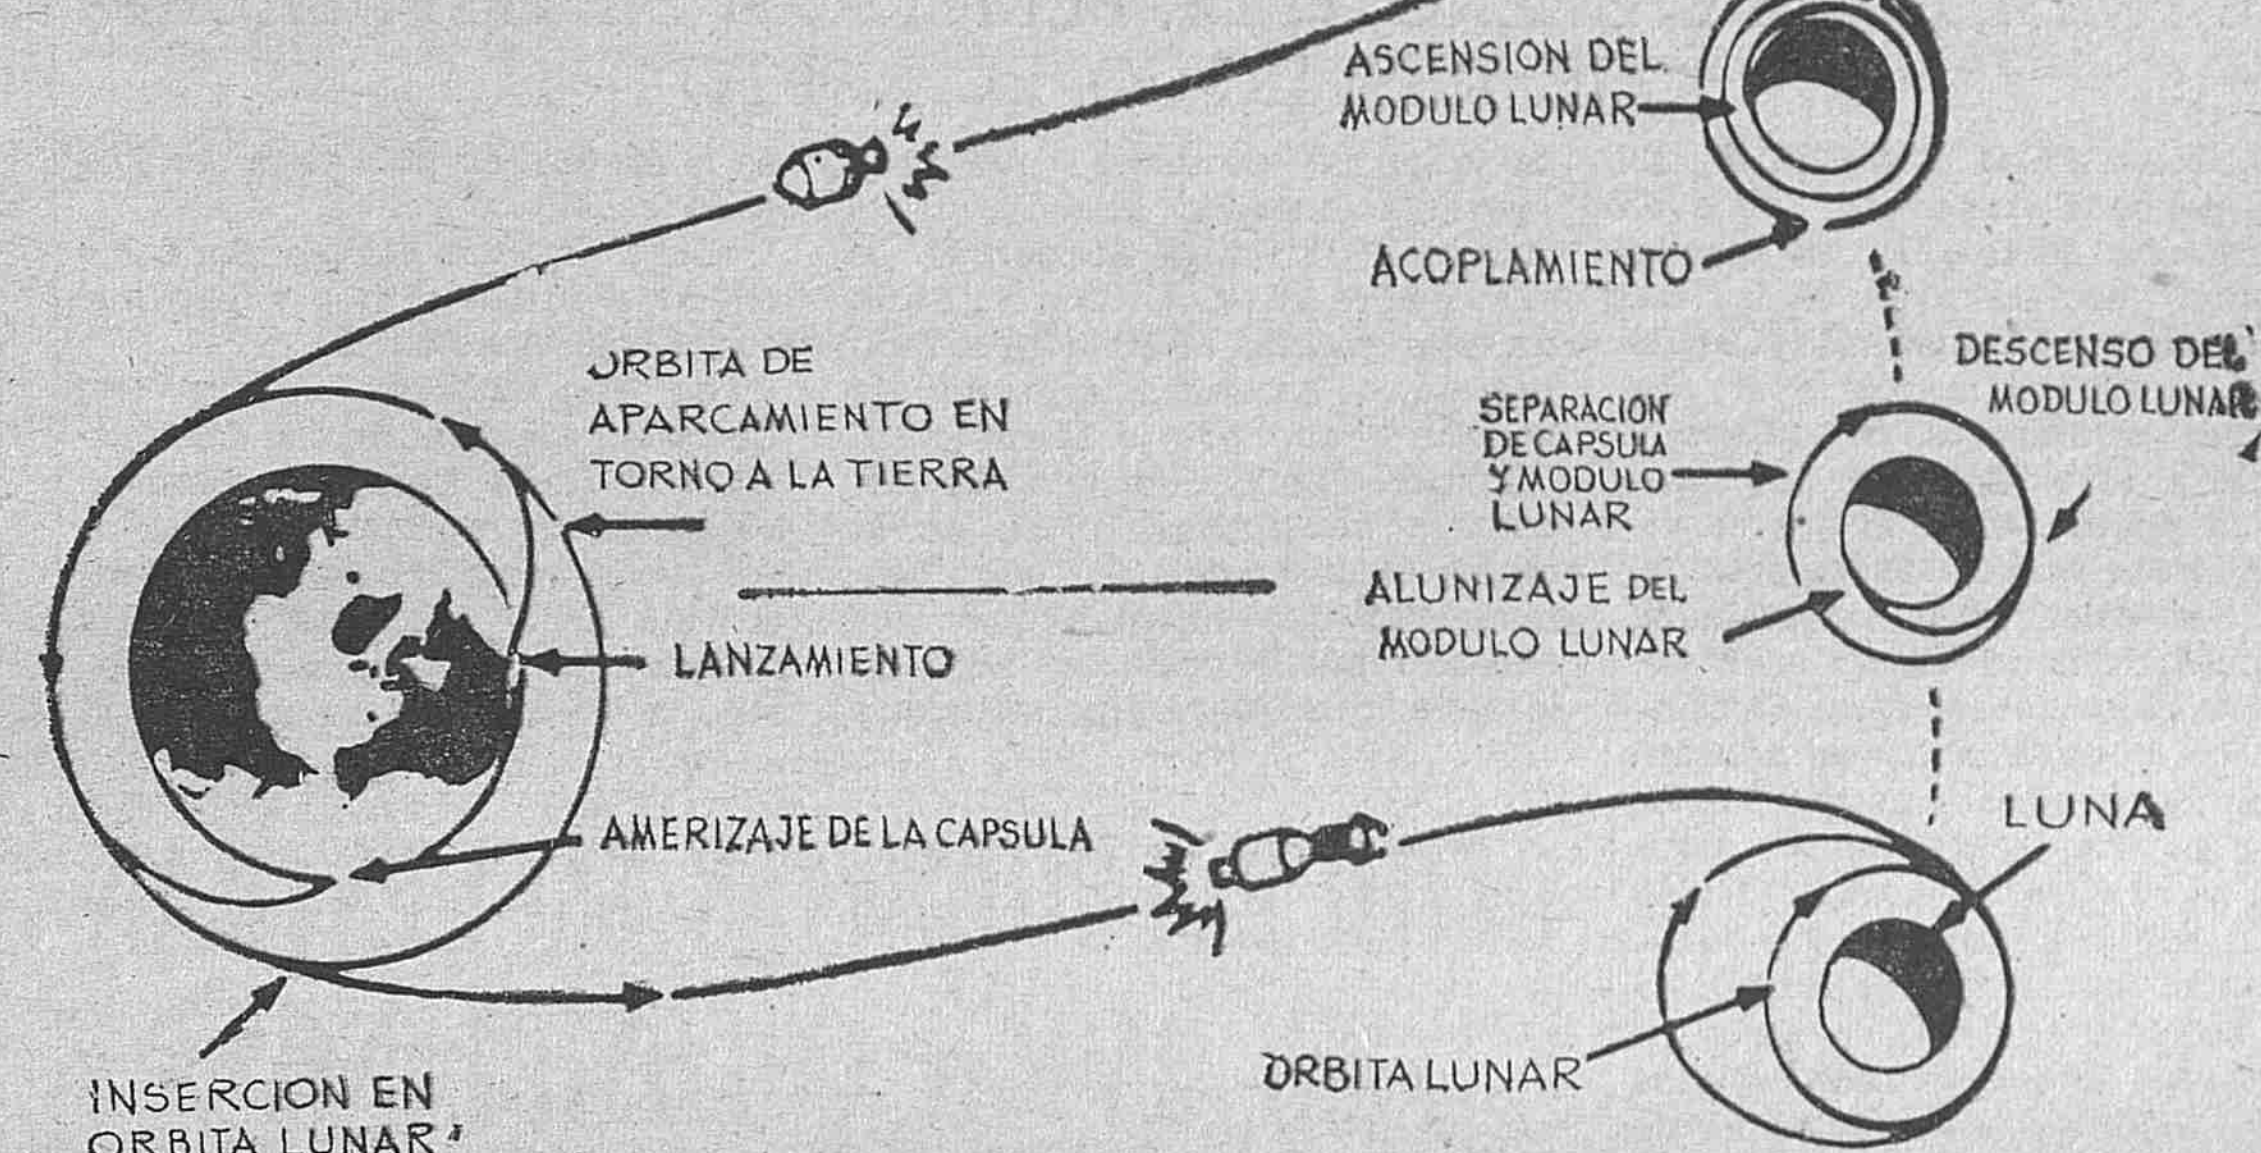 ASCENSION DEL
MODULO LUNAR
ACOPLAMIENTO
DESCENSO DEL
MODULO LUNAR
ORBITA DE
APARCAMIENTO EN
TORNO A LA TIERRA
SEPARACION
DE CAPSULA
Y MODULO
LUNAR
ALUNIZAJE DEL
MODULO LUNAR
LANZAMIENTO
AMERIZAJE DE LA CAPSULA
LUNA
ORBITA LUNAR
INSERCION EN
ORBITA LUNAR